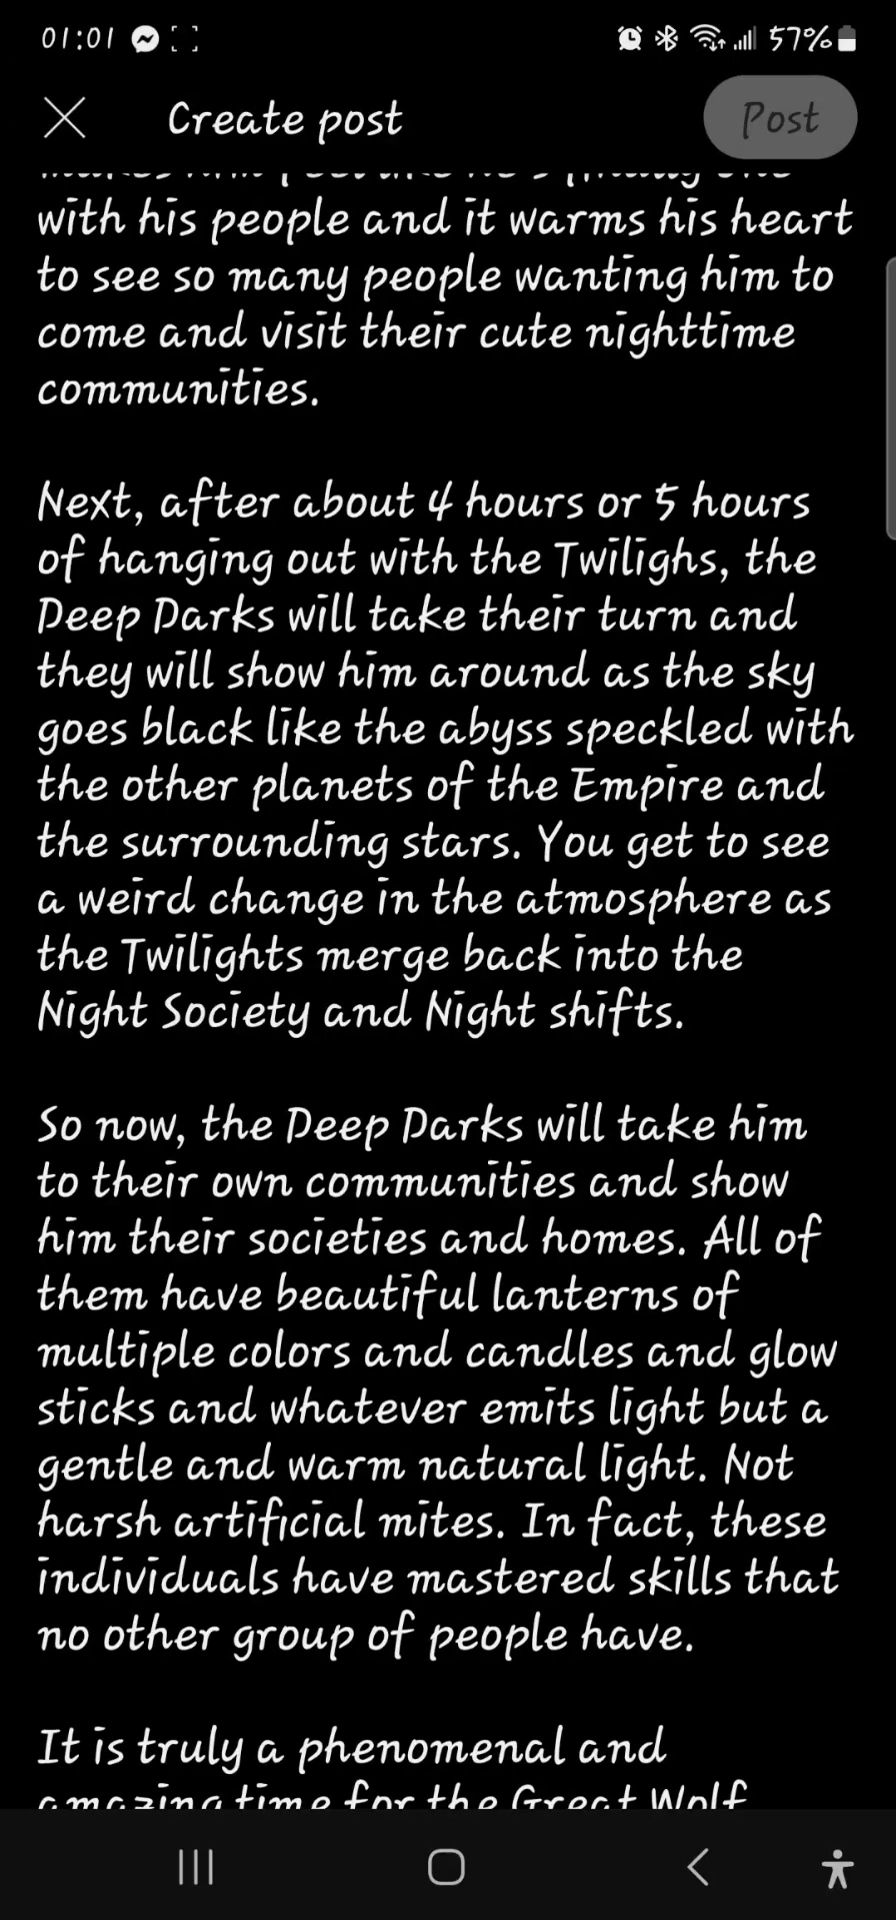 01:01
57%
Create post
Post
with his people and it warms his heart
to see so many people wanting him to
come and visit their cute nighttime
communities.
Next, after about 4 hours or 5 hours
of hanging out with the Twilighs, the
Deep Darks will take their turn and
they will show him around as the sky
goes black like the abyss speckled with
the other planets of the Empire and
the surrounding stars. You get to see
a weird change in the atmosphere as
the Twilights merge back into the
Night Society and Night shifts.
So now, the Deep Darks will take him
to their own communities and show
him their societies and homes. All of
them have beautiful lanterns of
multiple colors and candles and glow
sticks and whatever emits light but a
gentle and warm natural light. Not
harsh artificial mites. In fact, these
individuals have mastered skills that
no other group of people have.
It is truly a phenomenal and
amazing time for the Great Wolf